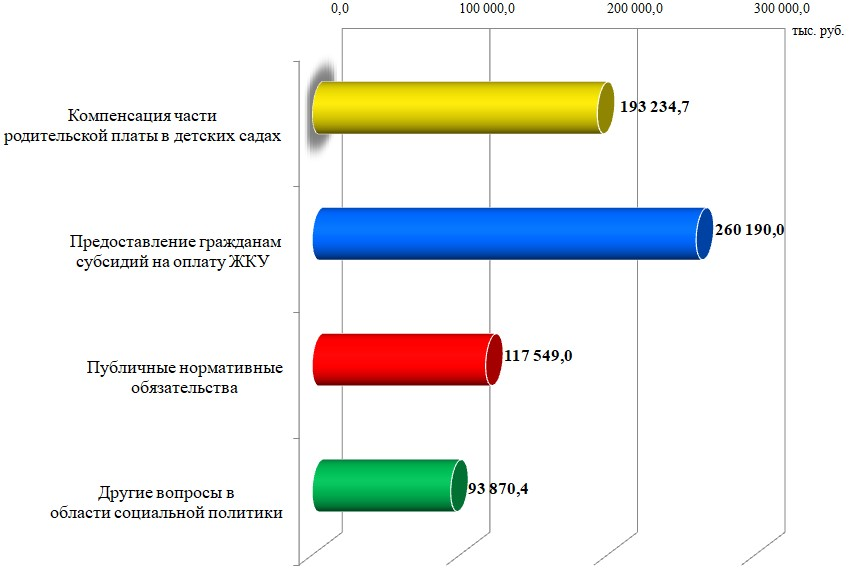 0,0
100 000,0
200 000,0
300 000,0
тыс. руб.
Компенсация части
родительской платы в детских садах
193 234,7
Предоставление гражданам
субсидий на оплату ЖКУ
260 190,0
Публичные нормативные
обязательства
117 549,0
Другие вопросы в
области социальной политики
93 870,4